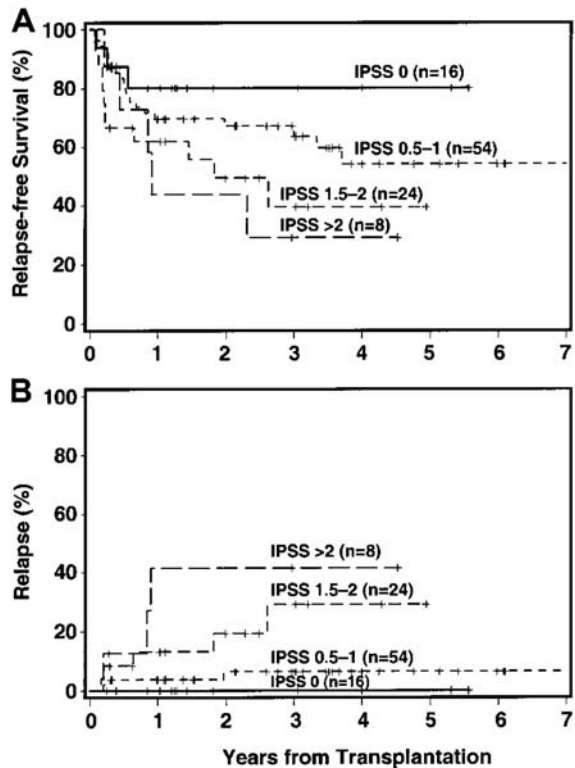 A
Relapse-free Survival (%)
100
80
60
40
20
0
IPSS 0 (n=16)
IPSS 0.5–1 (n=54)
IPSS 1.5–2 (n=24)
IPSS >2 (n=8)
0 1 2 3 4 5 6 7
B
Relapse (%)
100
80
60
40
20
0
IPSS >2 (n=8)
IPSS 1.5–2 (n=24)
IPSS 0.5–1 (n=54)
IPSS 0 (n=16)
0 1 2 3 4 5 6 7
Years from Transplantation